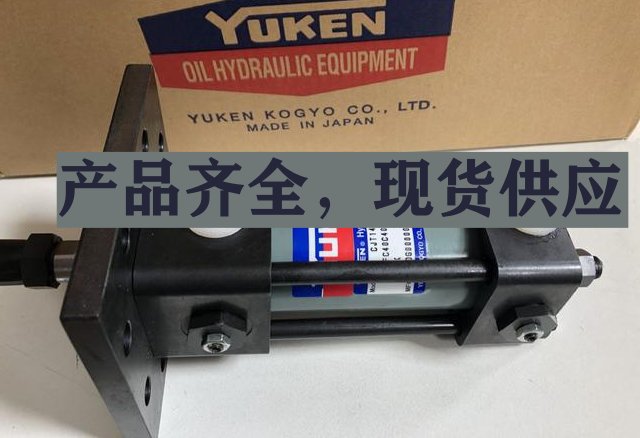 YUKEN
OIL HYDRAULIC EQUIPMENT
YUKEN KOGYO CO., LTD.
MADE IN JAPAN
产品齐全，现货供应